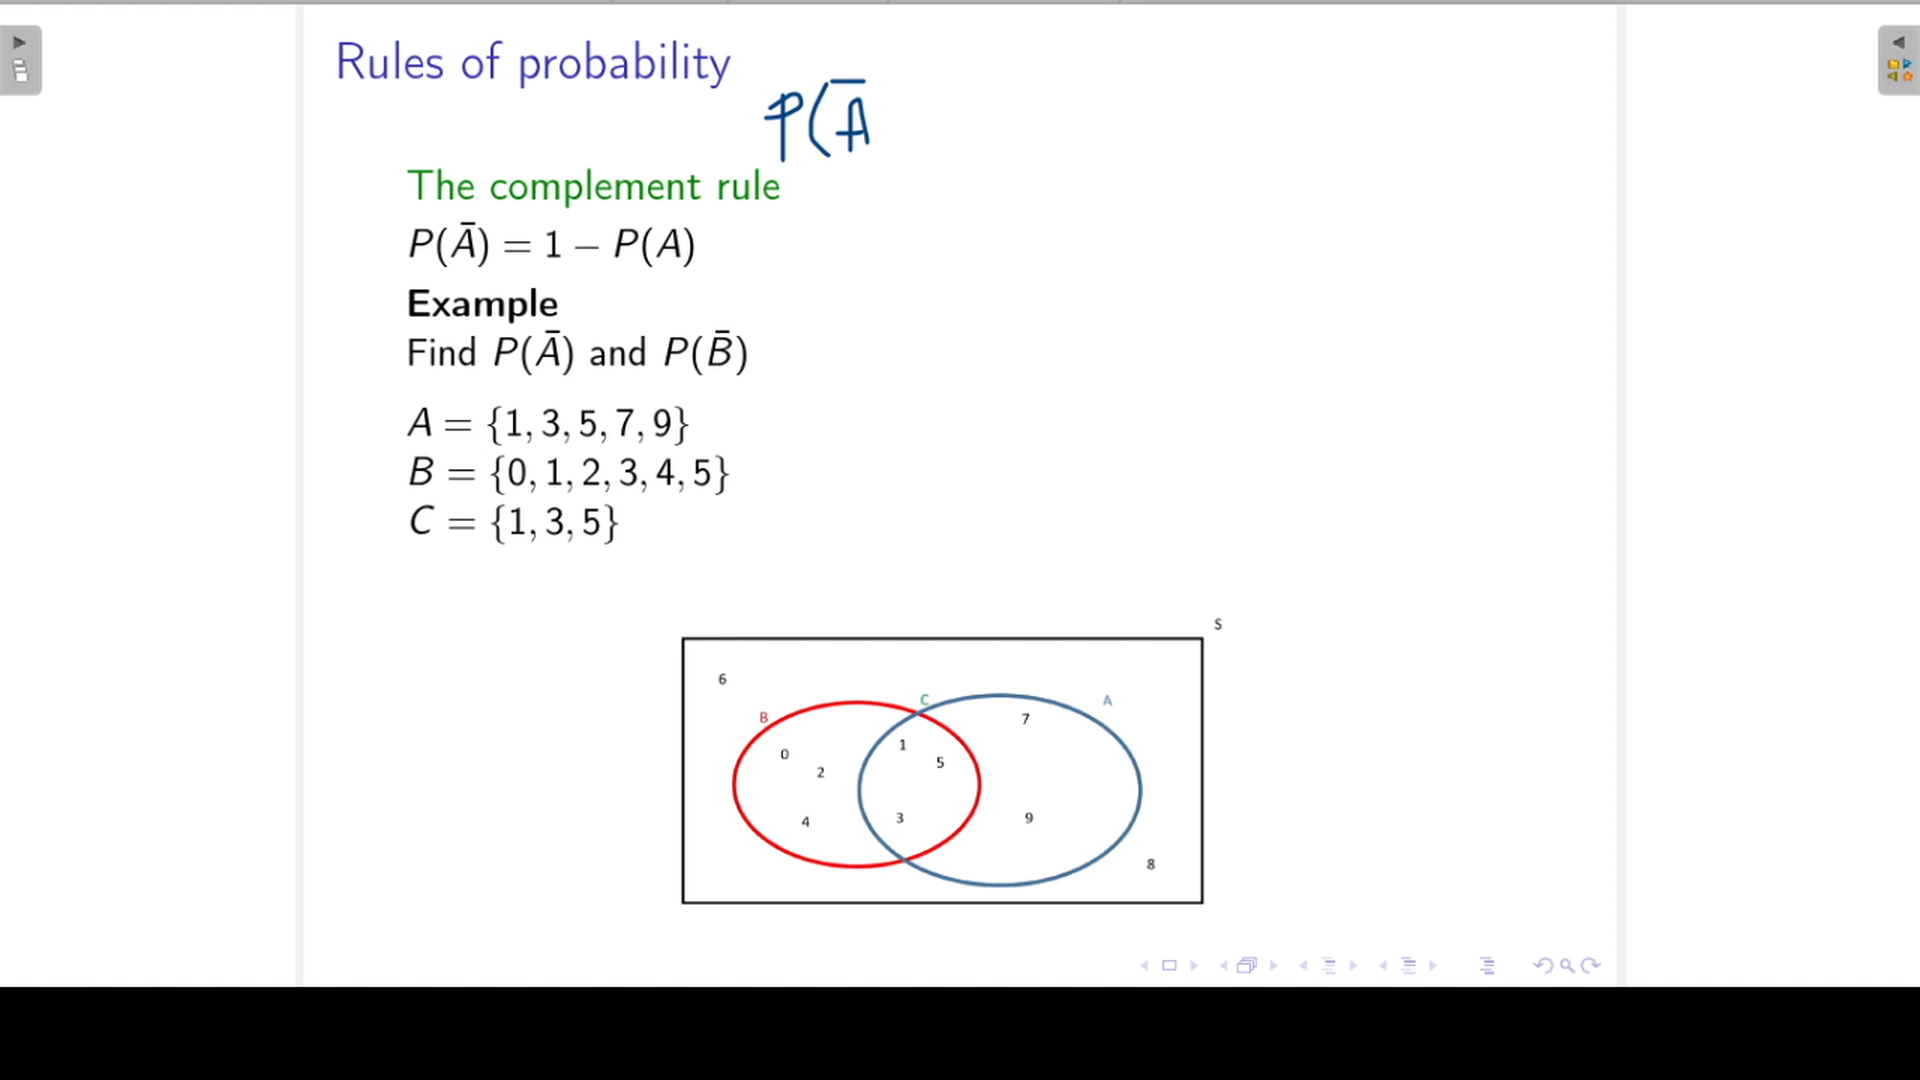 Rules of probability
P(A̅
The complement rule
P(Ā) = 1 − P(A)
Example
Find P(Ā) and P(B̄)
A = {1, 3, 5, 7, 9}
B = {0, 1, 2, 3, 4, 5}
C = {1, 3, 5}
S
6
C
A
B
7
1
0
5
2
4
3
9
8